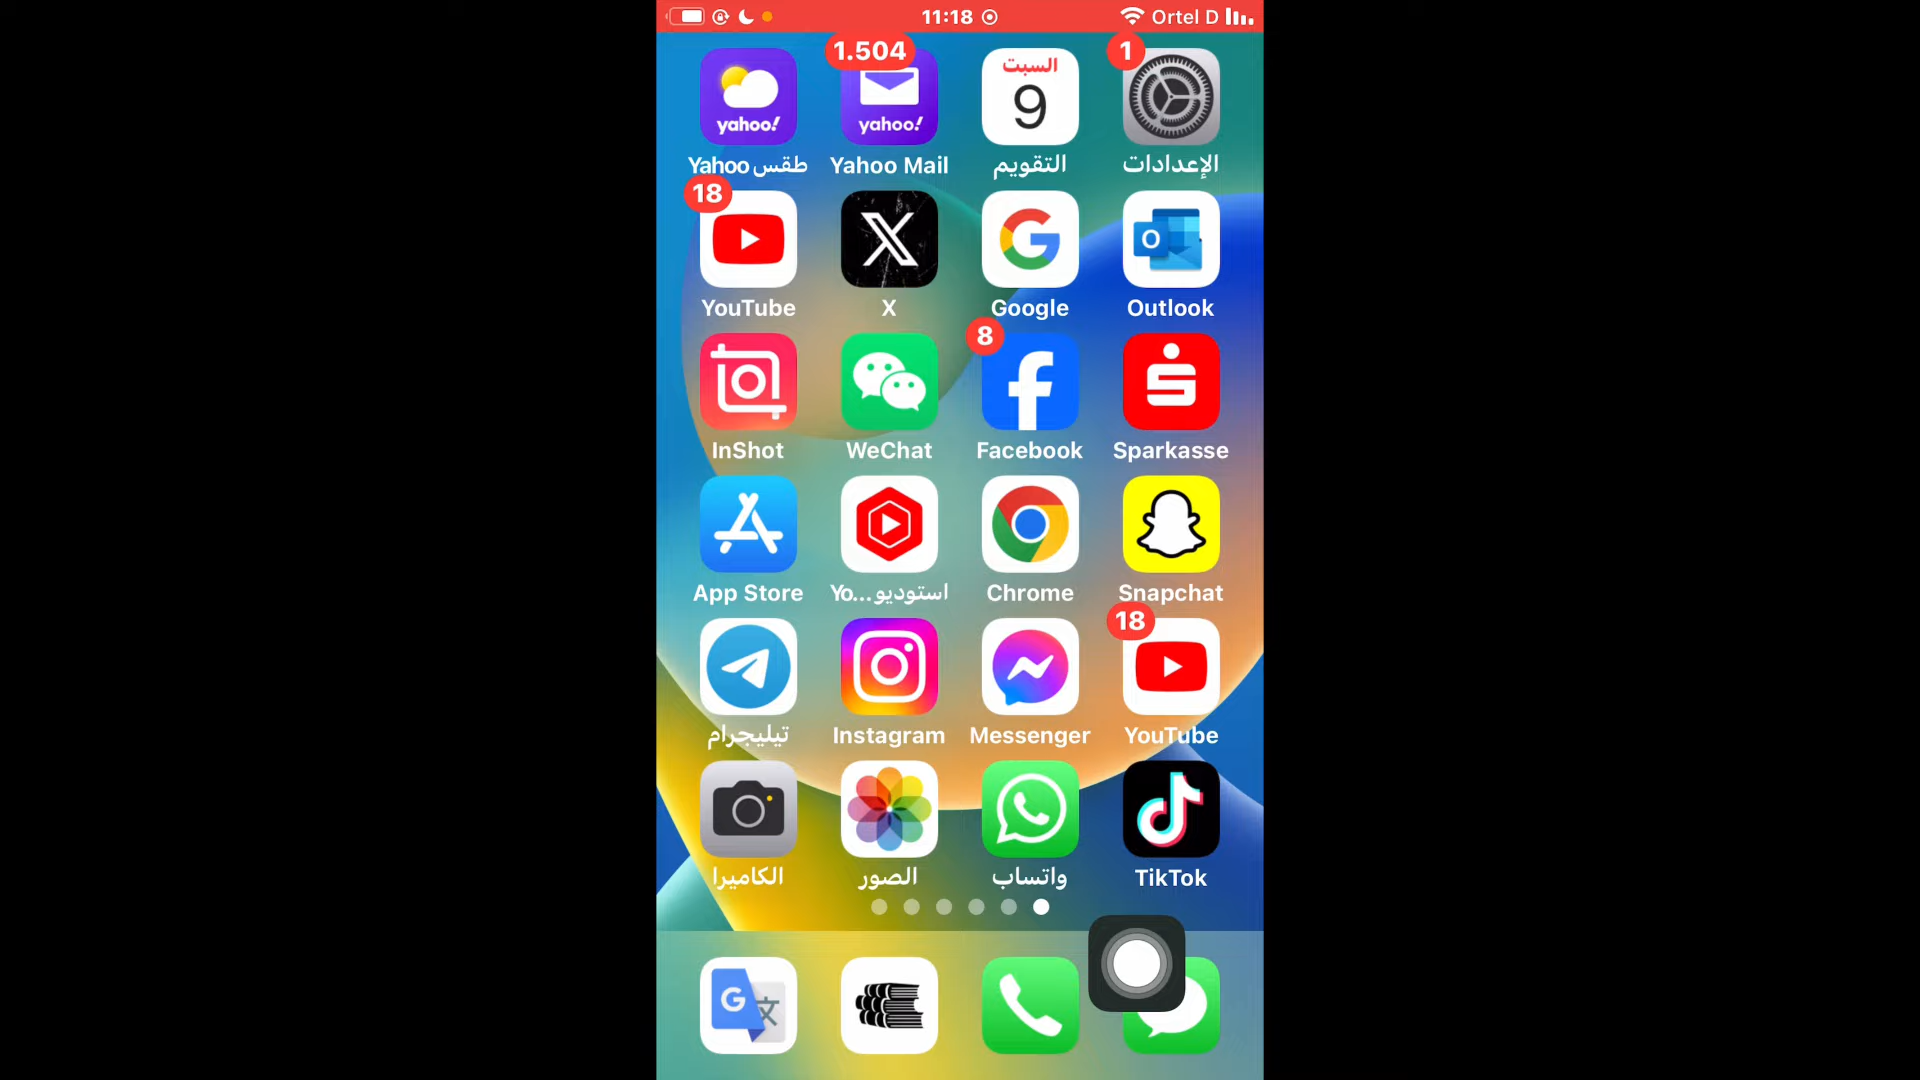 11:18
Ortel D
1.504
1
yahoo!
yahoo!
السبت
9
Yahoo طقس
Yahoo Mail
التقويم
الإعدادات
18
YouTube
X
Google
Outlook
8
InShot
WeChat
Facebook
Sparkasse
App Store
Yo...استوديو
Chrome
Snapchat
18
تيليجرام
Instagram
Messenger
YouTube
الكاميرا
الصور
واتساب
TikTok